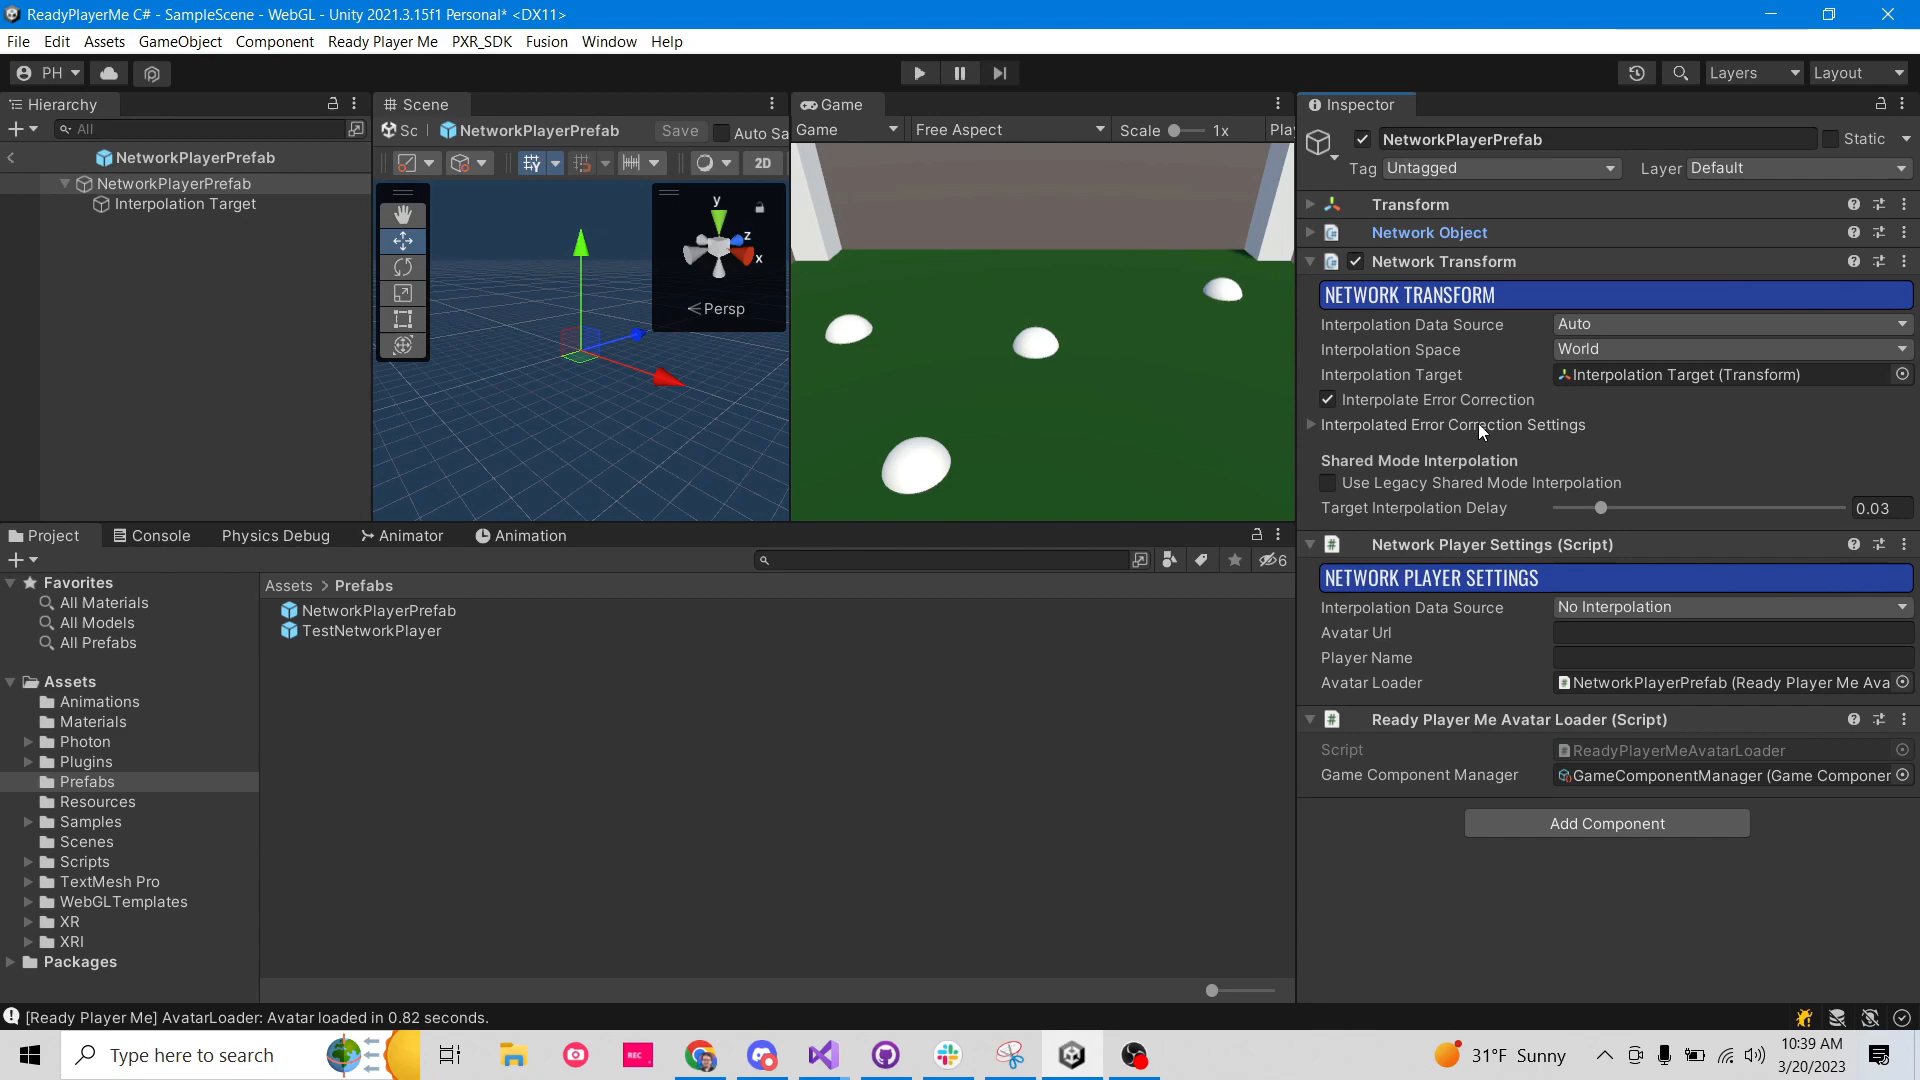 ReadyPlayerMe C# - SampleScene - WebGL - Unity 2021.3.15f1 Personal* <DX11>
File Edit Assets GameObject Component Ready Player Me PXR_SDK Fusion Window Help
PH
Layers
Layout
Hierarchy
Scene
Game
Inspector
All
Sc
NetworkPlayerPrefab
Save
Auto Sa
Game
Free Aspect
Scale
1x
Pla
NetworkPlayerPrefab
Static
NetworkPlayerPrefab
2D
Tag
Untagged
Layer
Default
NetworkPlayerPrefab
Interpolation Target
y
z
x
Persp
Transform
Network Object
Network Transform
NETWORK TRANSFORM
Interpolation Data Source
Auto
Interpolation Space
World
Interpolation Target
Interpolation Target (Transform)
Interpolate Error Correction
Interpolated Error Correction Settings
Shared Mode Interpolation
Use Legacy Shared Mode Interpolation
Target Interpolation Delay
0.03
Network Player Settings (Script)
NETWORK PLAYER SETTINGS
Interpolation Data Source
No Interpolation
Avatar Url
Player Name
Avatar Loader
NetworkPlayerPrefab (Ready Player Me Ava
Ready Player Me Avatar Loader (Script)
Script
ReadyPlayerMeAvatarLoader
Game Component Manager
GameComponentManager (Game Componer
Add Component
Project
Console
Physics Debug
Animator
Animation
6
Favorites
All Materials
All Models
All Prefabs
Assets
Animations
Materials
Photon
Plugins
Prefabs
Resources
Samples
Scenes
Scripts
TextMesh Pro
WebGLTemplates
XR
XRI
Packages
Assets > Prefabs
NetworkPlayerPrefab
TestNetworkPlayer
[Ready Player Me] AvatarLoader: Avatar loaded in 0.82 seconds.
Type here to search
REC
31°F Sunny
10:39 AM
3/20/2023